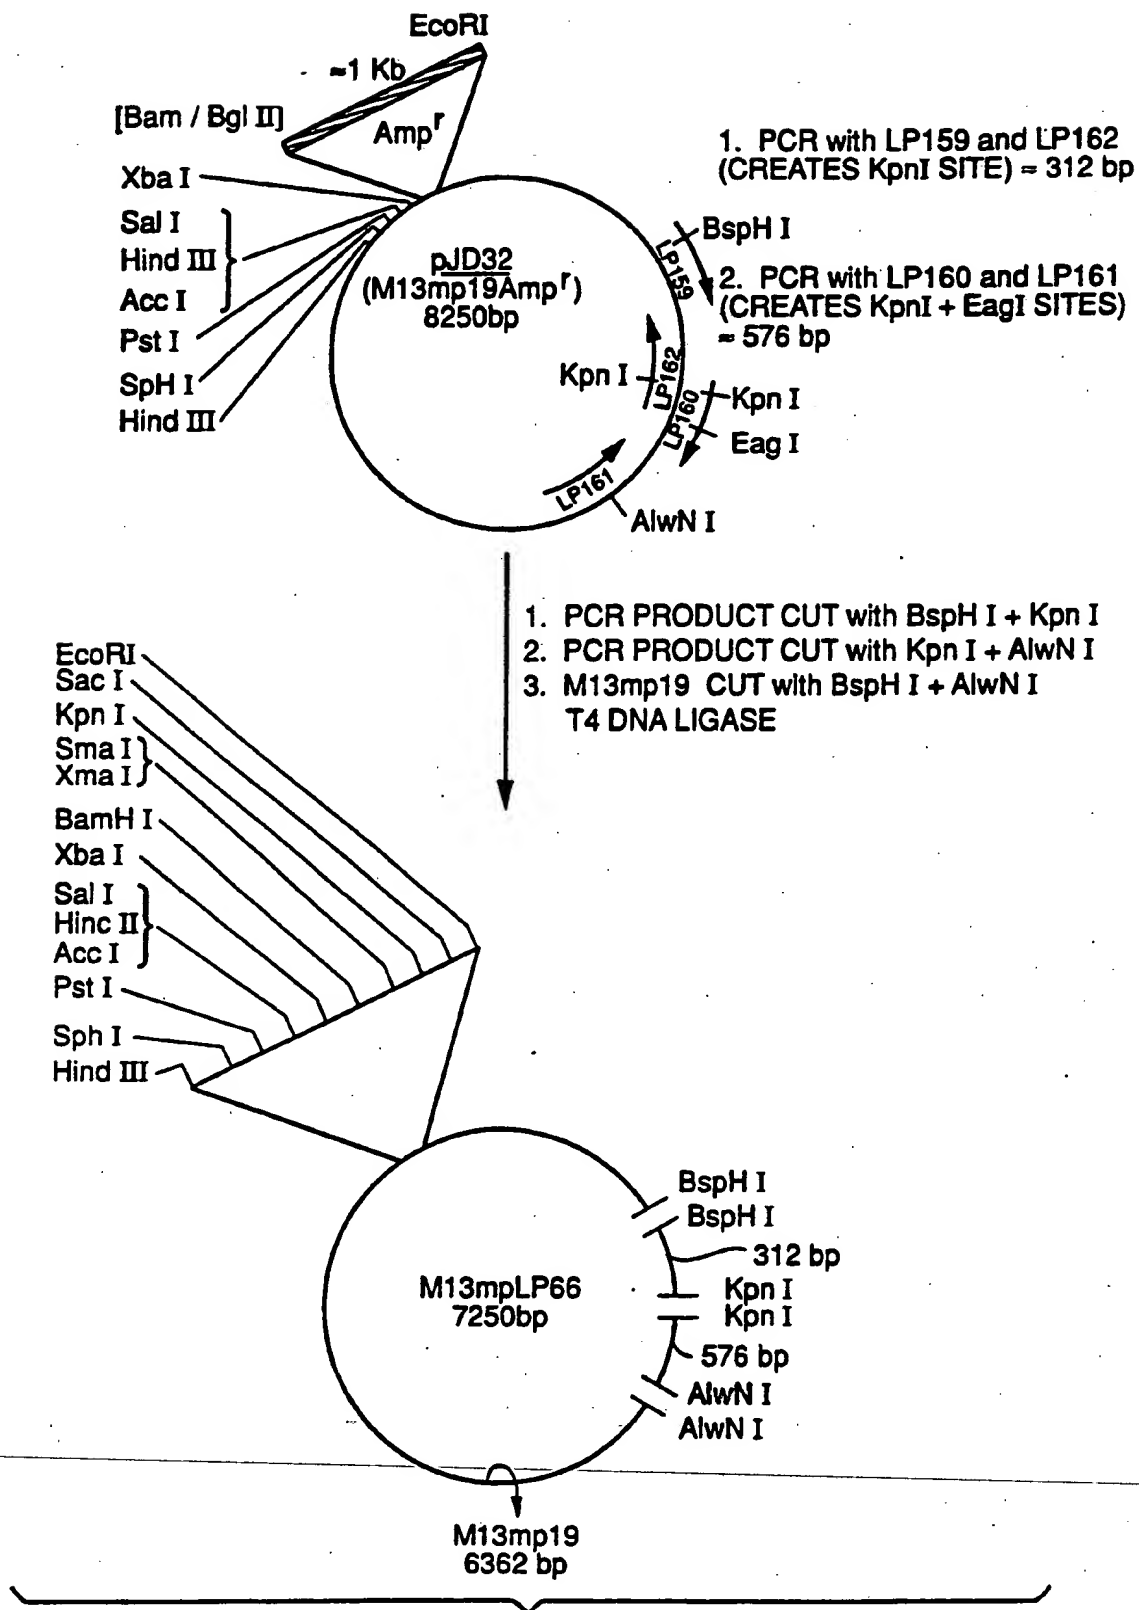 EcoRI
≈1 Kb
[Bam / Bgl II]
Ampʳ
Xba I
Sal I
Hind III
Acc I
Pst I
SpH I
Hind III
pJD32
(M13mp19Ampʳ)
8250bp
1. PCR with LP159 and LP162
(CREATES KpnI SITE) ≈ 312 bp
BspH I
LP159
2. PCR with LP160 and LP161
(CREATES KpnI + EagI SITES)
≈ 576 bp
Kpn I
LP162
LP160
Kpn I
Eag I
LP161
AlwN I
1. PCR PRODUCT CUT with BspH I + Kpn I
2. PCR PRODUCT CUT with Kpn I + AlwN I
3. M13mp19 CUT with BspH I + AlwN I
T4 DNA LIGASE
EcoRI
Sac I
Kpn I
Sma I
Xma I
BamH I
Xba I
Sal I
Hinc II
Acc I
Pst I
Sph I
Hind III
M13mpLP66
7250bp
BspH I
BspH I
312 bp
Kpn I
Kpn I
576 bp
AlwN I
AlwN I
M13mp19
6362 bp